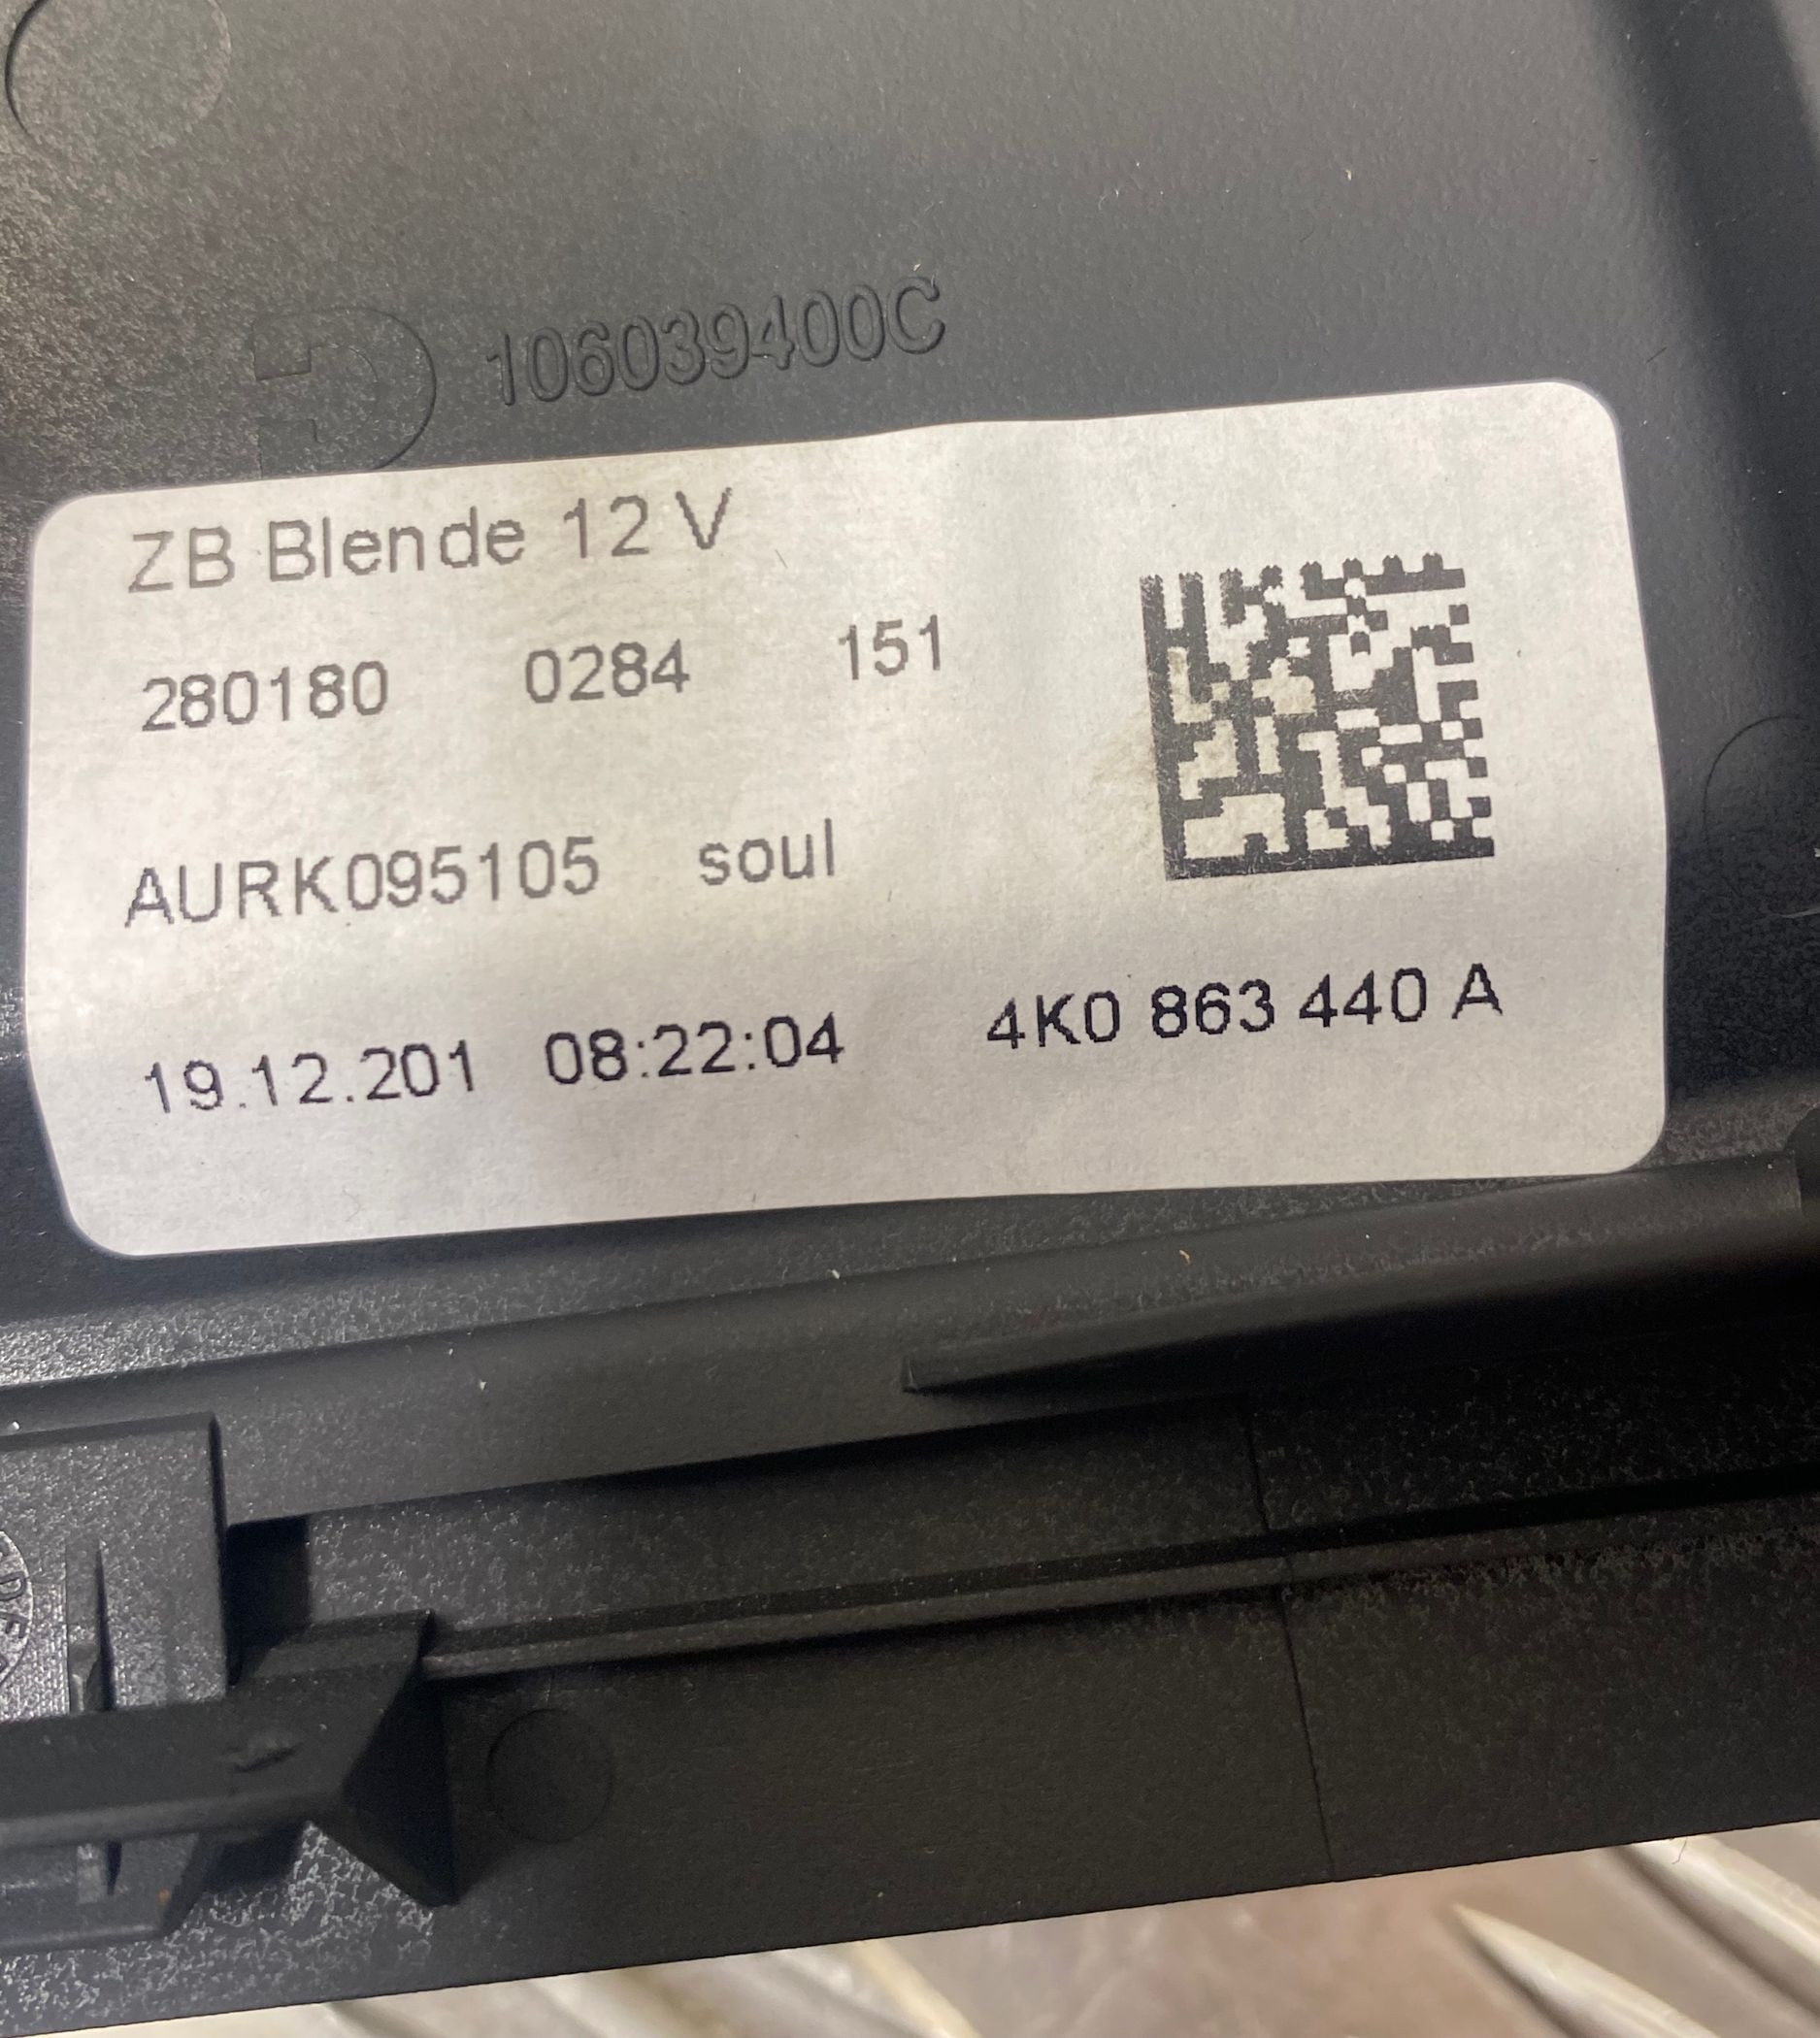 106039400C
ZB Blende 12 V
280180 0284 151
AURK095105 soul
19.12.201 08:22:04 4K0 863 440 A